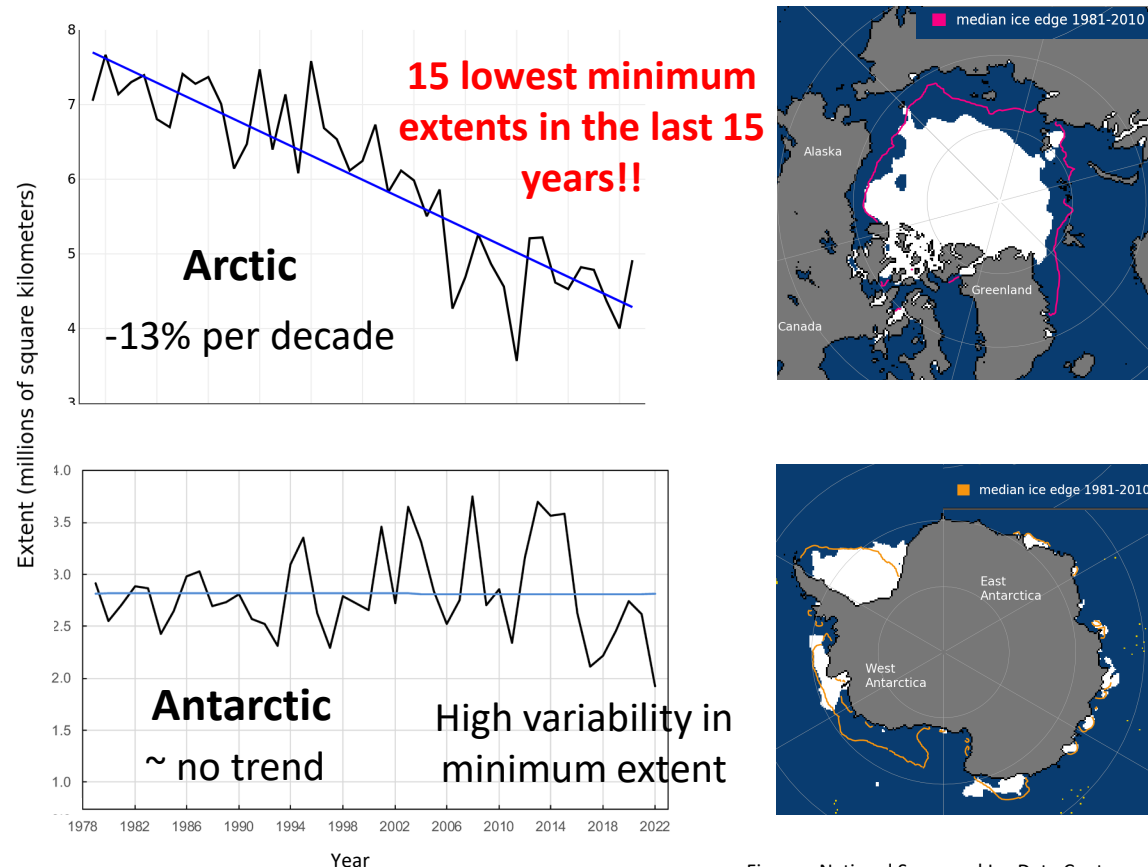 Extent (millions of square kilometers)
8
7
6
5
4
3
15 lowest minimum
extents in the last 15
years!!
Arctic
-13% per decade
median ice edge 1981-2010
Alaska
Greenland
Canada
4.0
3.5
3.0
2.5
2.0
1.5
1.0
Antarctic
~ no trend
High variability in
minimum extent
1978 1982 1986 1990 1994 1998 2002 2006 2010 2014 2018 2022
Year
median ice edge 1981-2010
East
Antarctica
West
Antarctica